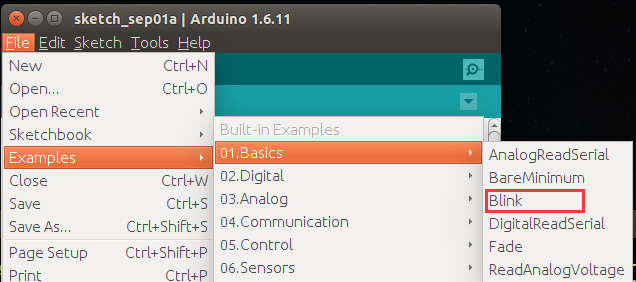 sketch_sep01a | Arduino 1.6.11
File Edit Sketch Tools Help
New Ctrl+N
Open... Ctrl+O
Open Recent
Sketchbook
Examples
Close Ctrl+W
Save Ctrl+S
Save As... Ctrl+Shift+S
Page Setup Ctrl+Shift+P
Print Ctrl+P
Built-in Examples
01.Basics
02.Digital
03.Analog
04.Communication
05.Control
06.Sensors
AnalogReadSerial
BareMinimum
Blink
DigitalReadSerial
Fade
ReadAnalogVoltage